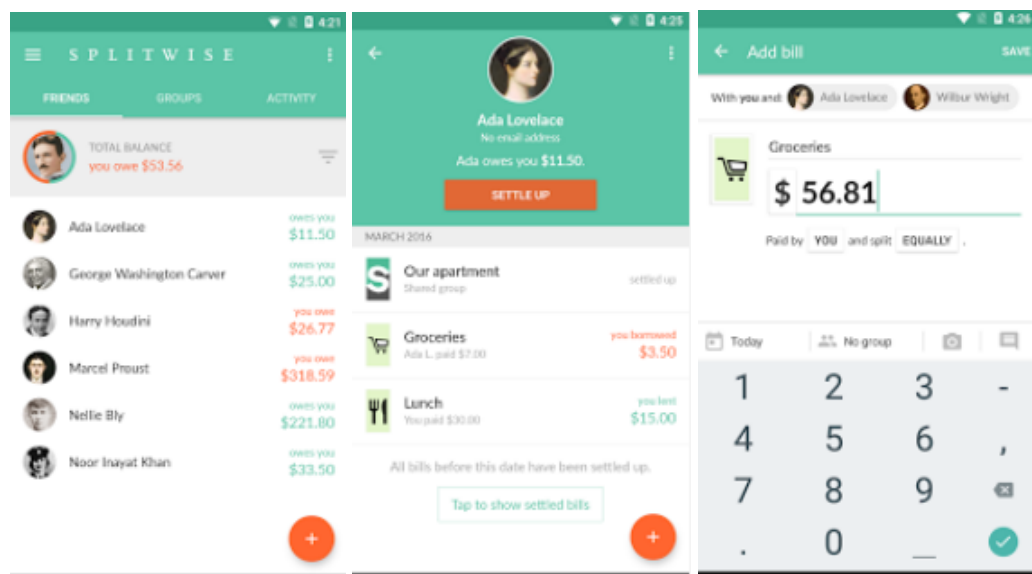 4:21
SPLITWISE
FRIENDS GROUPS ACTIVITY
TOTAL BALANCE
you owe $53.56
Ada Lovelace
owes you
$11.50
George Washington Carver
owes you
$25.00
Harry Houdini
you owe
$26.77
Marcel Proust
you owe
$318.59
Nellie Bly
owes you
$221.80
Noor Inayat Khan
owes you
$33.50
+
4:25
Ada Lovelace
No email address
Ada owes you $11.50.
SETTLE UP
MARCH 2016
Our apartment
Shared group
settled up
Groceries
Ada L. paid $7.00
you borrowed
$3.50
Lunch
You paid $30.00
you lent
$15.00
All bills before this date have been settled up.
Tap to show settled bills
+
4:26
Add bill SAVE
With you and: Ada Lovelace Wilbur Wright
Groceries
$ 56.81
Paid by YOU and split EQUALLY .
Today No group
1 2 3 -
4 5 6 ,
7 8 9
. 0 _